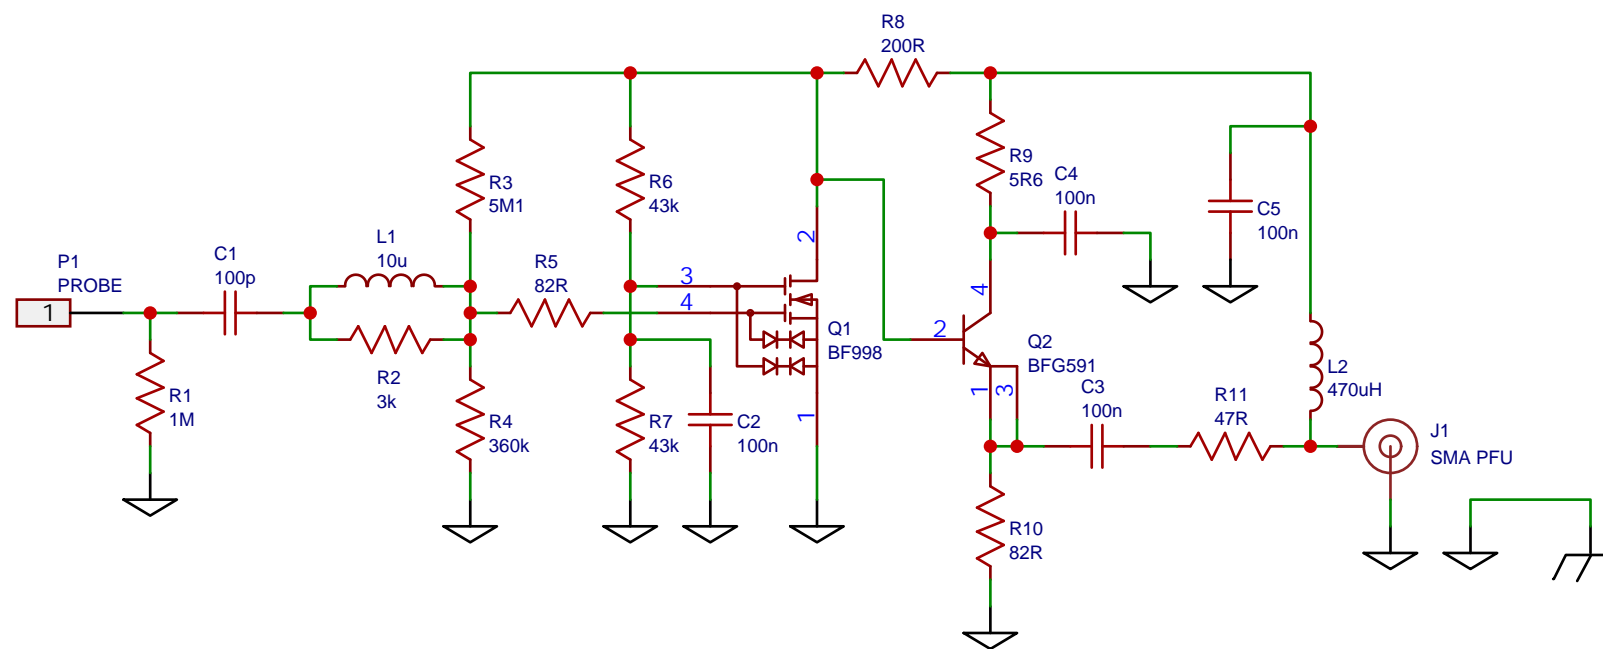 R8
200R
R9
5R6
C4
100n
C5
100n
R3
5M1
R6
43k
2
L1
10u
C1
100p
P1
PROBE
1
R5
82R
3
4
Q1
BF998
4
2
Q2
BFG591
1
3
R2
3k
R1
1M
R4
360k
R7
43k
C2
100n
1
C3
100n
R11
47R
L2
470uH
J1
SMA PFU
R10
82R